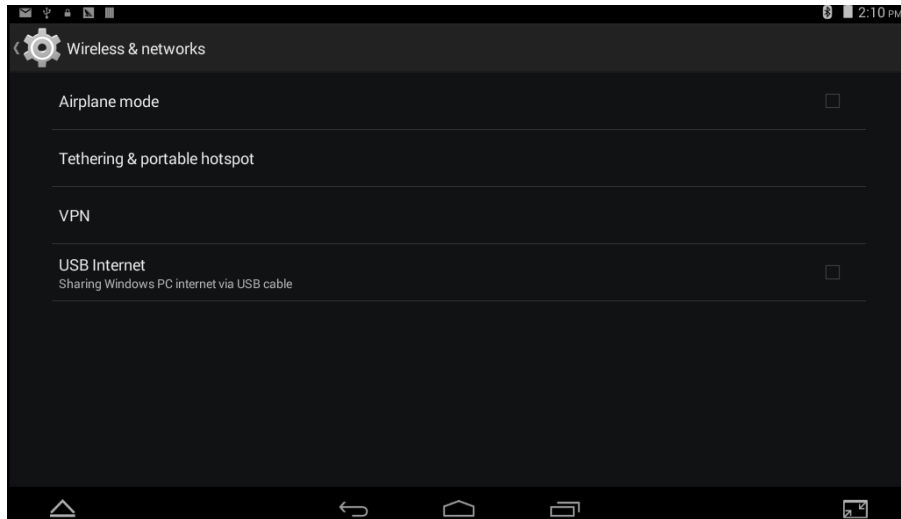 2:10 PM
Wireless & networks
Airplane mode
Tethering & portable hotspot
VPN
USB Internet
Sharing Windows PC internet via USB cable